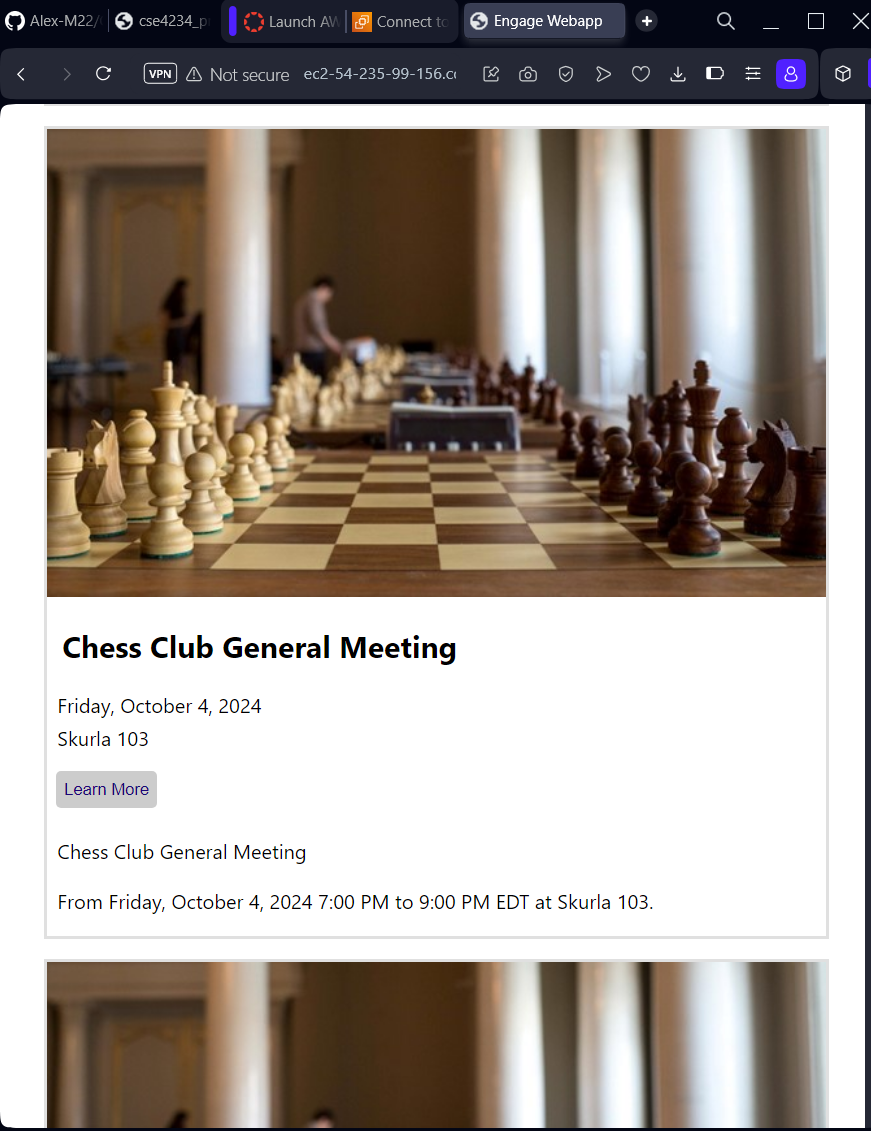 Alex-M22/ cse4234_p Launch AW Connect to Engage Webapp
VPN Not secure ec2-54-235-99-156.co
Chess Club General Meeting
Friday, October 4, 2024
Skurla 103
Learn More
Chess Club General Meeting
From Friday, October 4, 2024 7:00 PM to 9:00 PM EDT at Skurla 103.